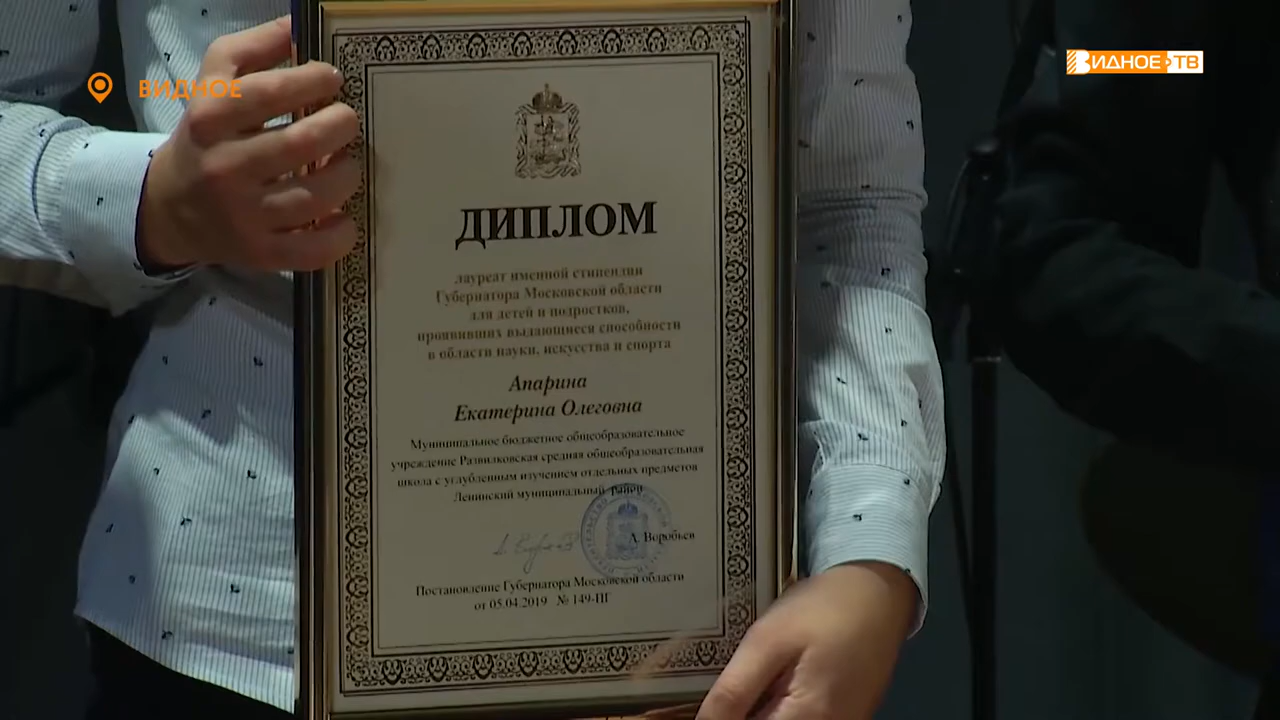 ВИДНОЕ
ВИДНОЕ ТВ
ДИПЛОМ
лауреат именной стипендии
Губернатора Московской области
для детей и подростков,
проявивших выдающиеся способности
в области науки, искусства и спорта
Апарина
Екатерина Олеговна
Муниципальное бюджетное общеобразовательное
учреждение Развилковская средняя общеобразовательная
школа с углубленным изучением отдельных предметов
Ленинский муниципальный район
А. Воробьев
Постановление Губернатора Московской области
от 05.04.2019 № 149-ПГ